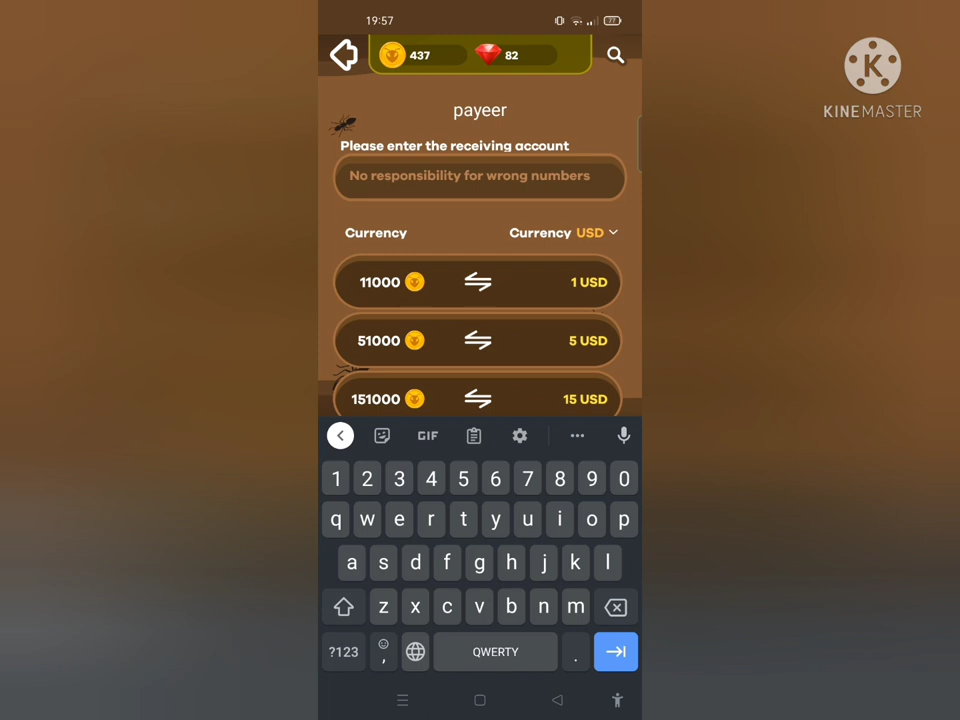 19:57
77
437
82
payeer
Please enter the receiving account
No responsibility for wrong numbers
Currency
Currency USD
11000
1 USD
51000
5 USD
151000
15 USD
GIF
1 2 3 4 5 6 7 8 9 0
q w e r t y u i o p
a s d f g h j k l
z x c v b n m
?123 , QWERTY .
K
KINEMASTER